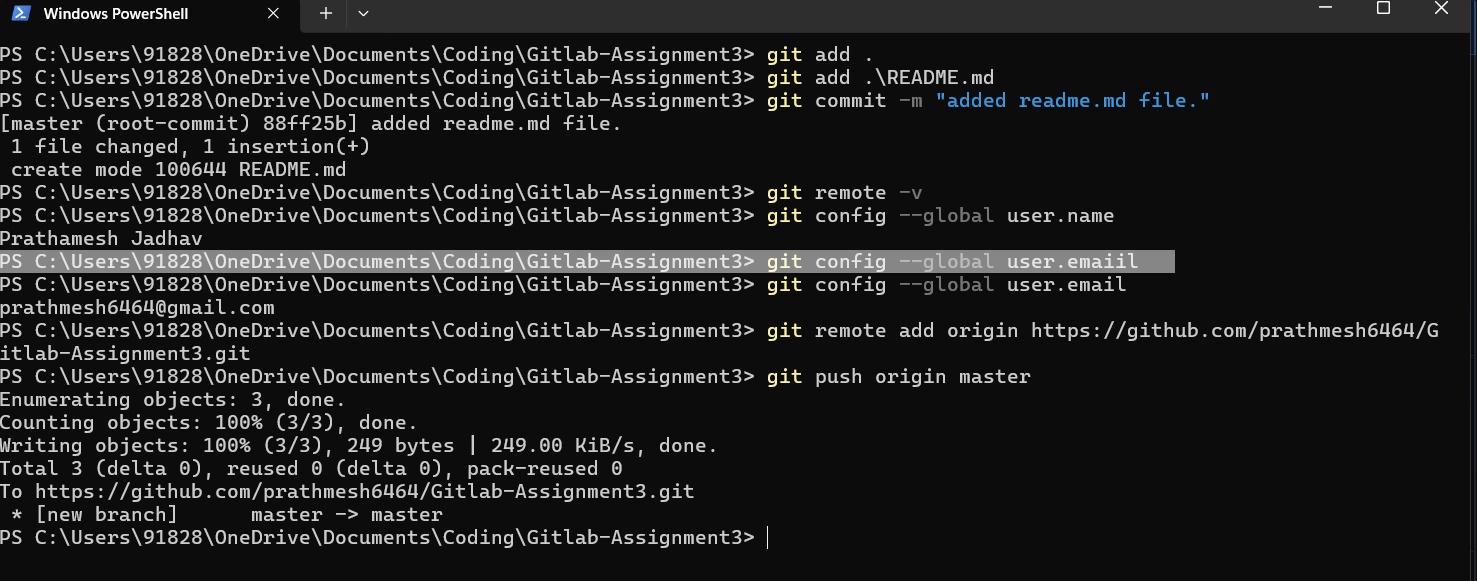 Windows PowerShell
PS C:\Users\91828\OneDrive\Documents\Coding\Gitlab-Assignment3> git add .
PS C:\Users\91828\OneDrive\Documents\Coding\Gitlab-Assignment3> git add .\README.md
PS C:\Users\91828\OneDrive\Documents\Coding\Gitlab-Assignment3> git commit -m "added readme.md file."
[master (root-commit) 88ff25b] added readme.md file.
 1 file changed, 1 insertion(+)
 create mode 100644 README.md
PS C:\Users\91828\OneDrive\Documents\Coding\Gitlab-Assignment3> git remote -v
PS C:\Users\91828\OneDrive\Documents\Coding\Gitlab-Assignment3> git config --global user.name
Prathamesh Jadhav
PS C:\Users\91828\OneDrive\Documents\Coding\Gitlab-Assignment3> git config --global user.emaiil
PS C:\Users\91828\OneDrive\Documents\Coding\Gitlab-Assignment3> git config --global user.email
prathmesh6464@gmail.com
PS C:\Users\91828\OneDrive\Documents\Coding\Gitlab-Assignment3> git remote add origin https://github.com/prathmesh6464/G
itlab-Assignment3.git
PS C:\Users\91828\OneDrive\Documents\Coding\Gitlab-Assignment3> git push origin master
Enumerating objects: 3, done.
Counting objects: 100% (3/3), done.
Writing objects: 100% (3/3), 249 bytes | 249.00 KiB/s, done.
Total 3 (delta 0), reused 0 (delta 0), pack-reused 0
To https://github.com/prathmesh6464/Gitlab-Assignment3.git
 * [new branch]      master -> master
PS C:\Users\91828\OneDrive\Documents\Coding\Gitlab-Assignment3>